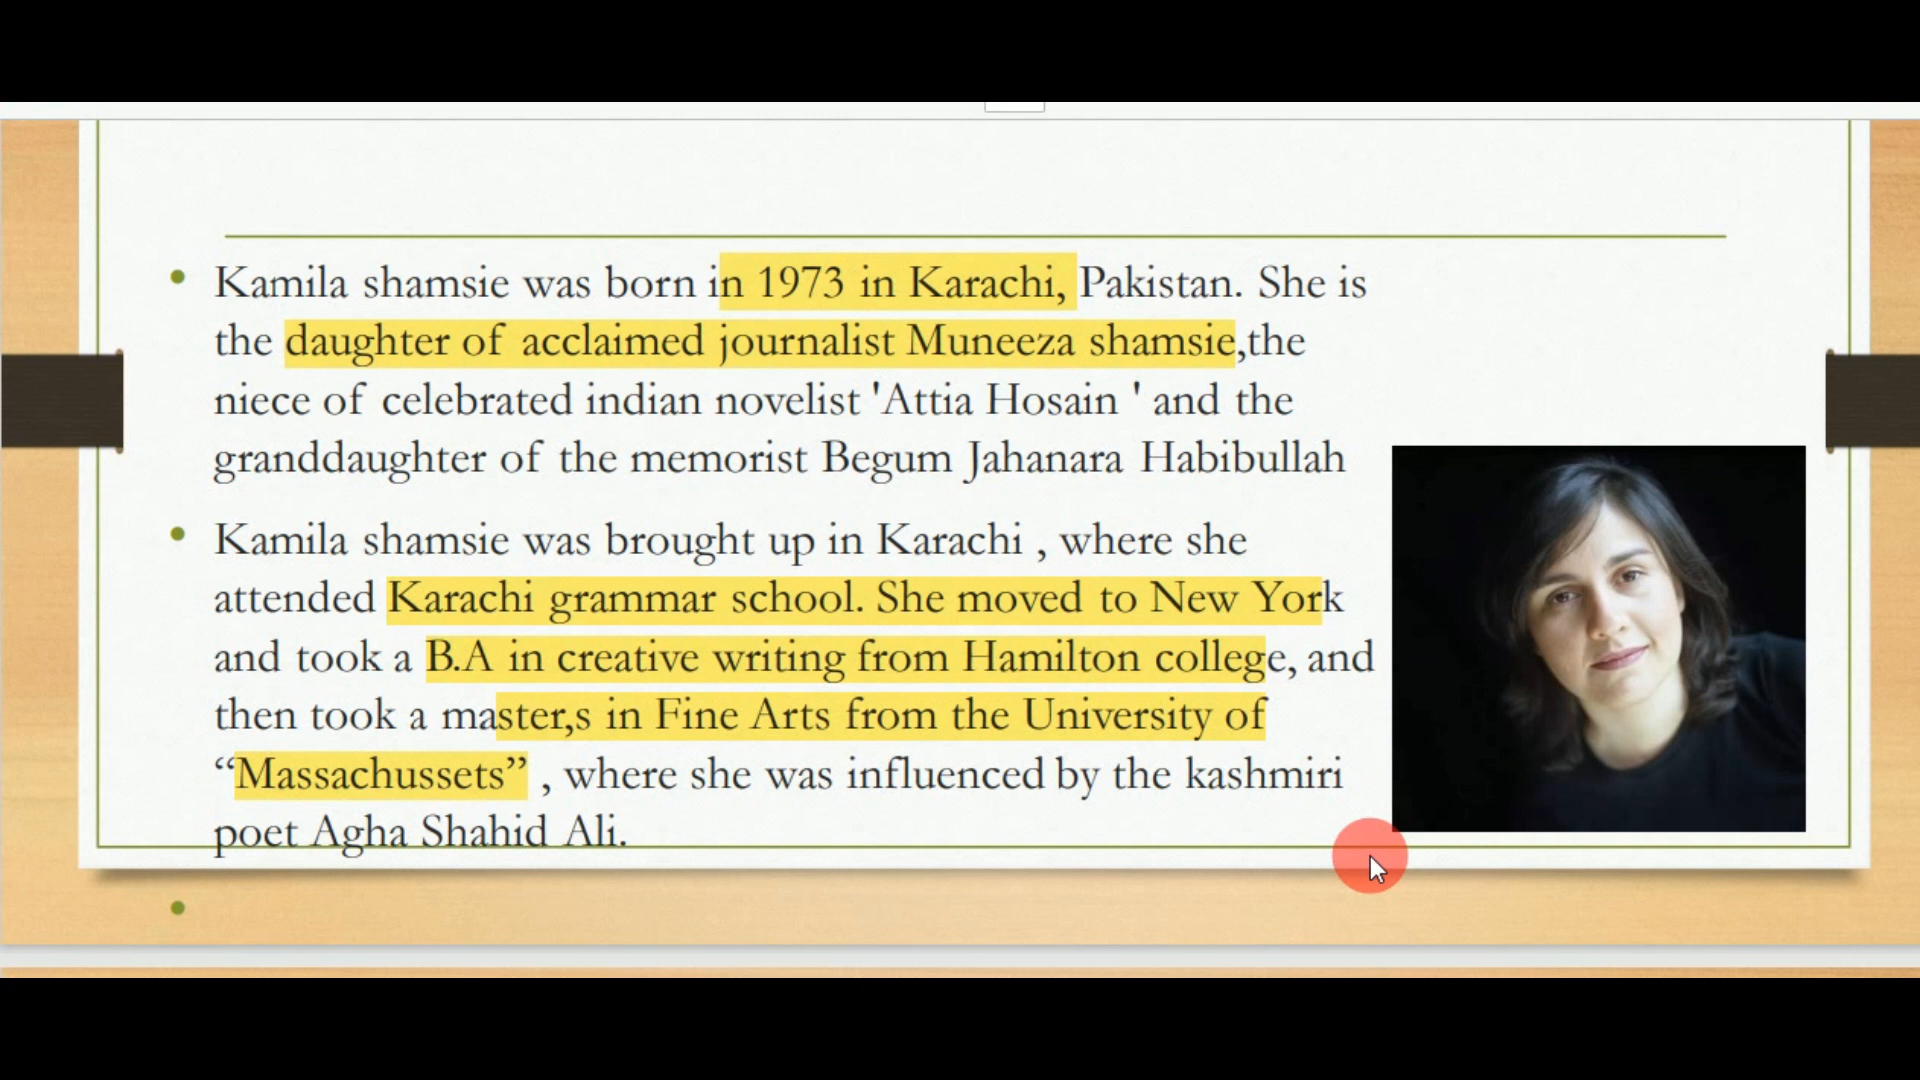 Kamila shamsie was born in 1973 in Karachi, Pakistan. She is
the daughter of acclaimed journalist Muneeza shamsie,the
niece of celebrated indian novelist 'Attia Hosain ' and the
granddaughter of the memorist Begum Jahanara Habibullah
Kamila shamsie was brought up in Karachi , where she
attended Karachi grammar school. She moved to New York
and took a B.A in creative writing from Hamilton college, and
then took a master,s in Fine Arts from the University of
“Massachussets” , where she was influenced by the kashmiri
poet Agha Shahid Ali.